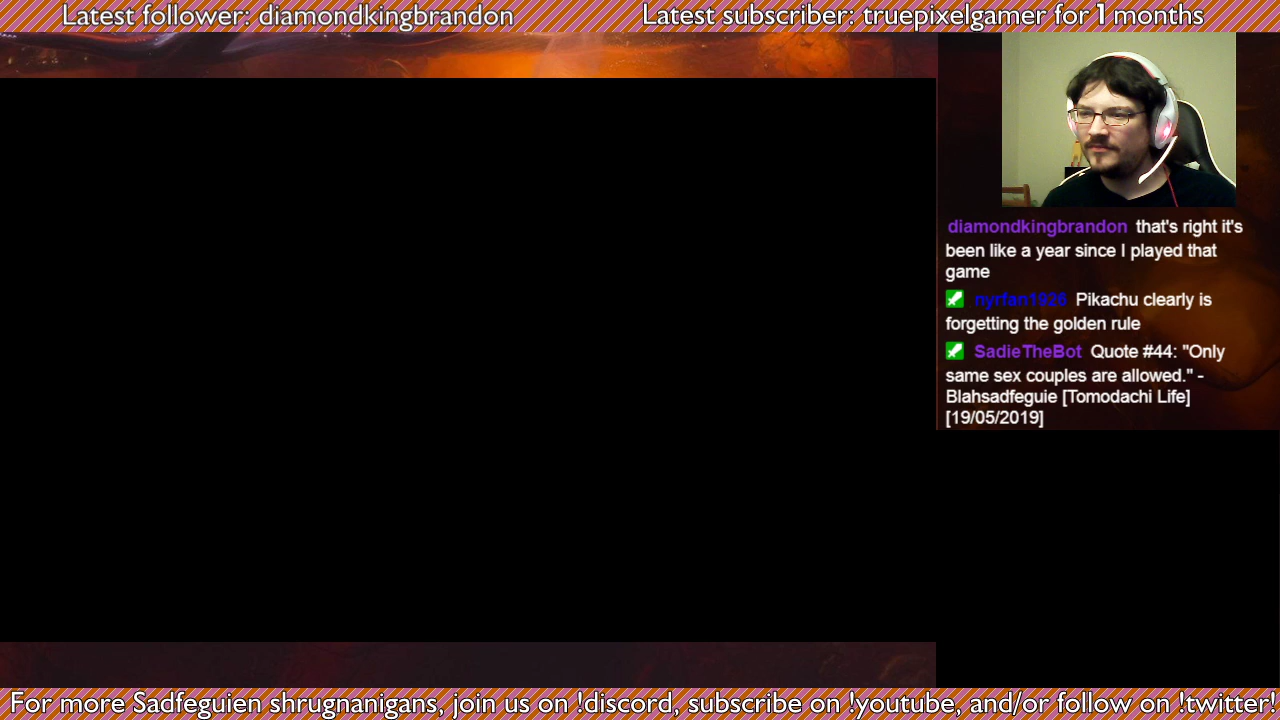 Latest follower: diamondkingbrandon
Latest subscriber: truepixelgamer for 1 months
diamondkingbrandon that's right it's
been like a year since I played that
game
nyrfan1926 Pikachu clearly is
forgetting the golden rule
SadieTheBot Quote #44: "Only
same sex couples are allowed." -
Blahsadfeguie [Tomodachi Life]
[19/05/2019]
For more Sadfeguien shrugnanigans, join us on !discord, subscribe on !youtube, and/or follow on !twitter!